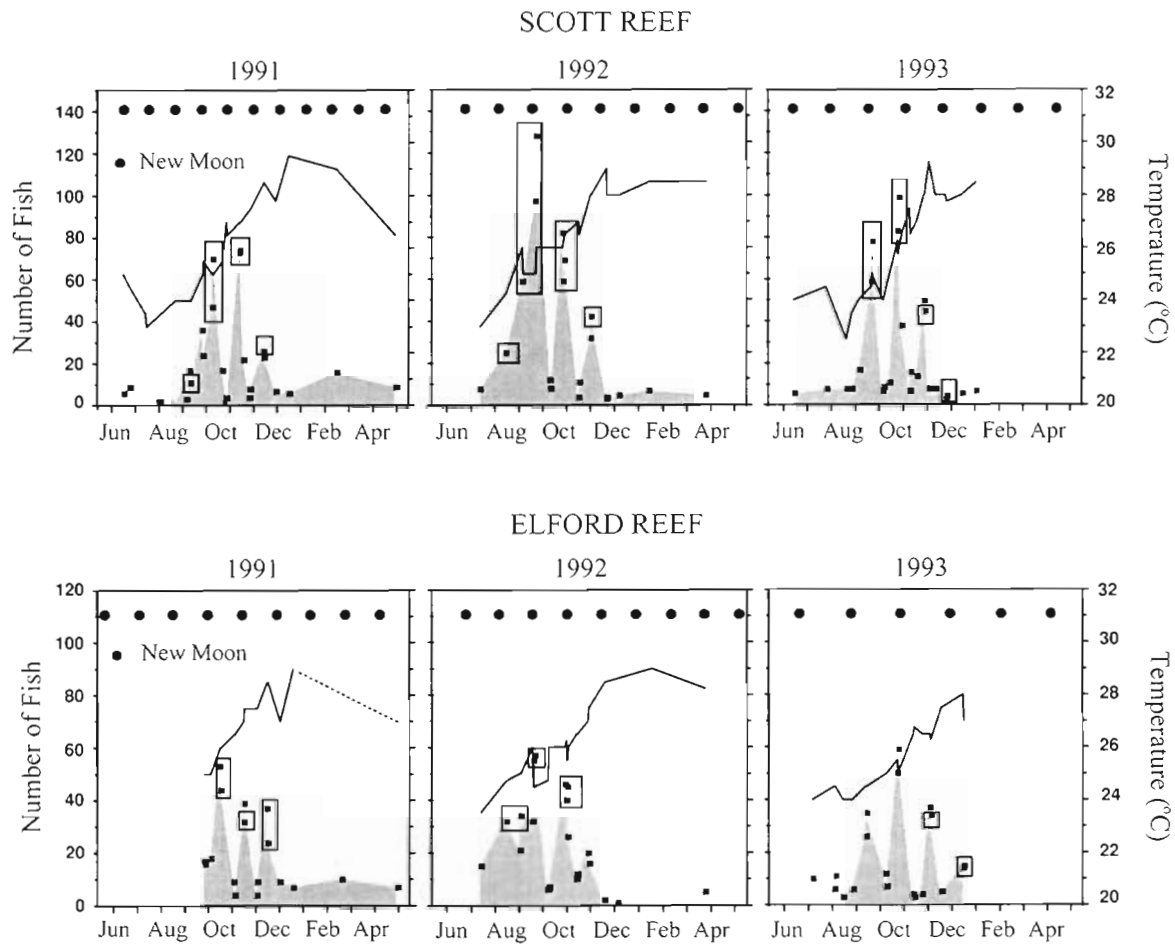 SCOTT REEF
1991 1992 1993
140 120 100 80 60 40 20 0
Number of Fish
New Moon
32 30 28 26 24 22 20
Temperature (°C)
Jun Aug Oct Dec Feb Apr Jun Aug Oct Dec Feb Apr Jun Aug Oct Dec Feb Apr
ELFORD REEF
1991 1992 1993
120 100 80 60 40 20 0
Number of Fish
New Moon
32 30 28 26 24 22 20
Temperature (°C)
Jun Aug Oct Dec Feb Apr Jun Aug Oct Dec Feb Apr Jun Aug Oct Dec Feb Apr